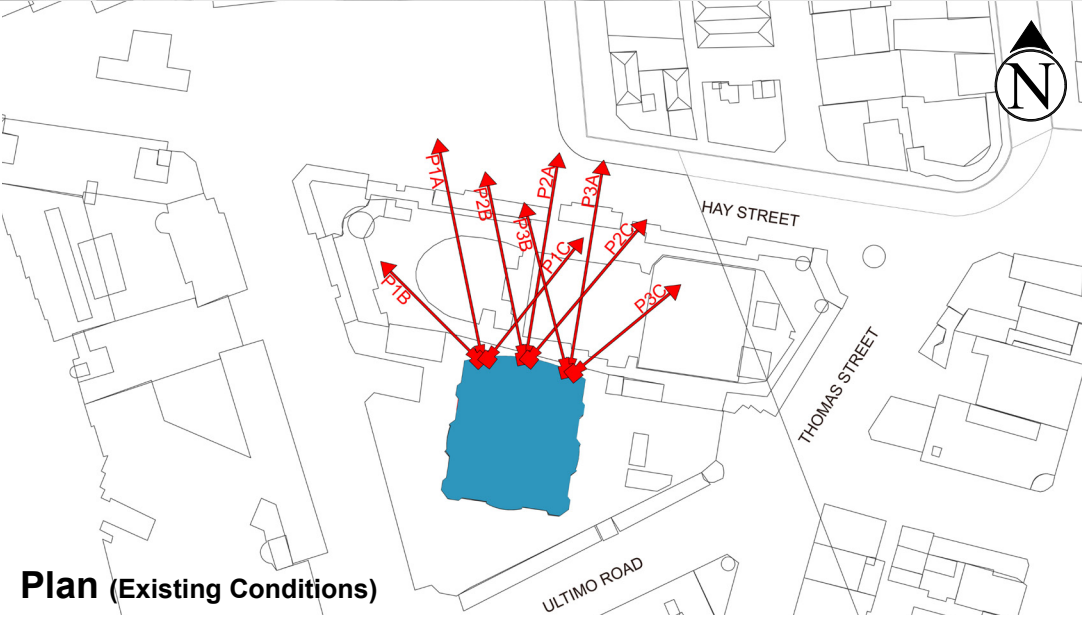 N
P1A
P2B
P2A
P3A
P3B
P1C
P2C
P1B
P3C
HAY STREET
THOMAS STREET
ULTIMO ROAD
Plan (Existing Conditions)